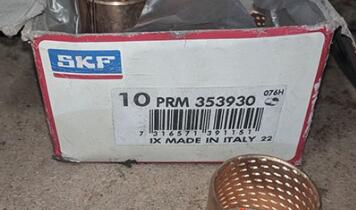 SKF
10 PRM 353930
076H
7 316571 391151
IX MADE IN ITALY 22